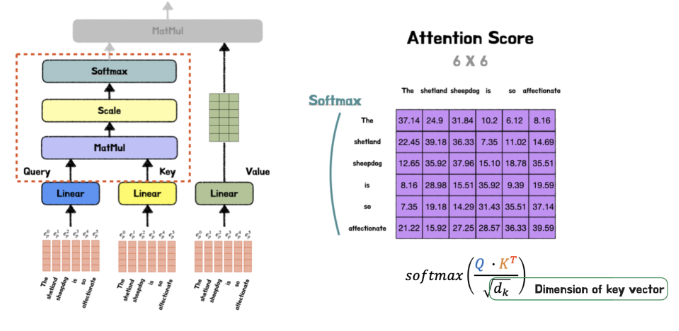 MatMul
Softmax
Scale
MatMul
Query
Key
Value
Linear
Linear
Linear
The shetland sheepdog is so affectionate
The shetland sheepdog is so affectionate
The shetland sheepdog is so affectionate
Attention Score
6 X 6
The shetland sheepdog is so affectionate
Softmax
The 37.14 24.9 31.84 10.2 6.12 8.16
shetland 22.45 39.18 36.33 7.35 11.02 14.69
sheepdog 12.65 35.92 37.96 15.10 18.78 35.51
is 8.16 28.98 15.51 35.92 9.39 19.59
so 7.35 19.18 14.29 31.43 35.51 37.14
affectionate 21.22 15.92 27.25 28.57 36.33 39.59
softmax(Q · K^T / √d_k)
Dimension of key vector